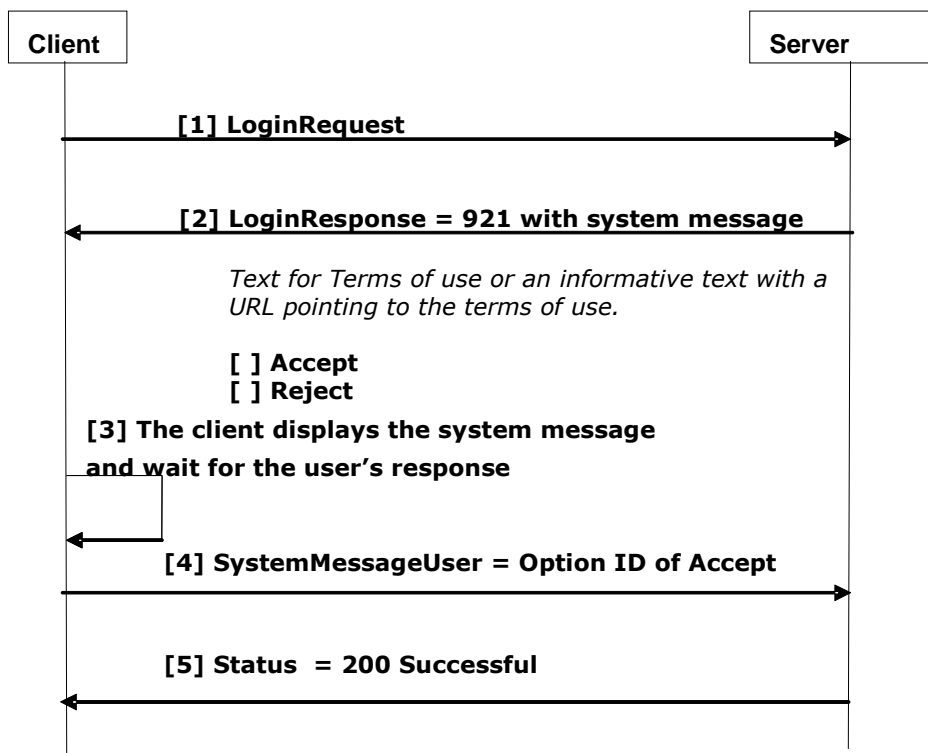 Client
Server
[1] LoginRequest
[2] LoginResponse = 921 with system message
Text for Terms of use or an informative text with a
URL pointing to the terms of use.
[ ] Accept
[ ] Reject
[3] The client displays the system message
and wait for the user’s response
[4] SystemMessageUser = Option ID of Accept
[5] Status  = 200 Successful